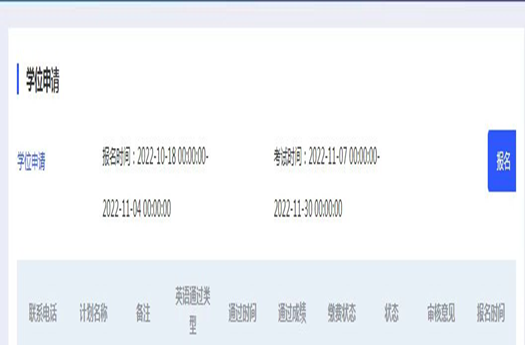 学位申请
学位申请
报名时间：2022-10-18 00:00:00-
2022-11-04 00:00:00
考试时间：2022-11-07 00:00:00-
2022-11-30 00:00:00
报名
联系电话 计划名称 备注 英语通过类型 通过时间 通过成绩 缴费状态 状态 审核意见 报名时间